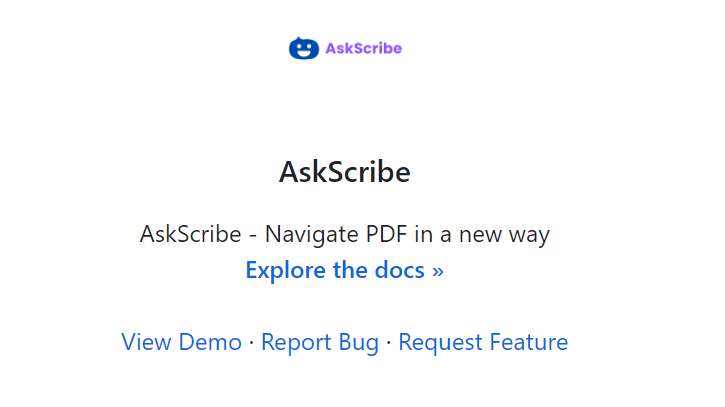 AskScribe
AskScribe
AskScribe - Navigate PDF in a new way
Explore the docs »
View Demo · Report Bug · Request Feature